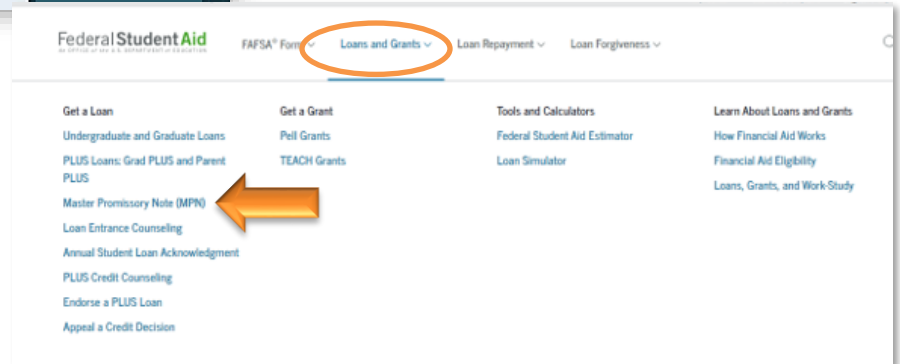 Federal Student Aid
AN OFFICE of the U.S. DEPARTMENT of EDUCATION
FAFSA® Form
Loans and Grants
Loan Repayment
Loan Forgiveness
Get a Loan
Undergraduate and Graduate Loans
PLUS Loans: Grad PLUS and Parent
PLUS
Master Promissory Note (MPN)
Loan Entrance Counseling
Annual Student Loan Acknowledgment
PLUS Credit Counseling
Endorse a PLUS Loan
Appeal a Credit Decision
Get a Grant
Pell Grants
TEACH Grants
Tools and Calculators
Federal Student Aid Estimator
Loan Simulator
Learn About Loans and Grants
How Financial Aid Works
Financial Aid Eligibility
Loans, Grants, and Work-Study